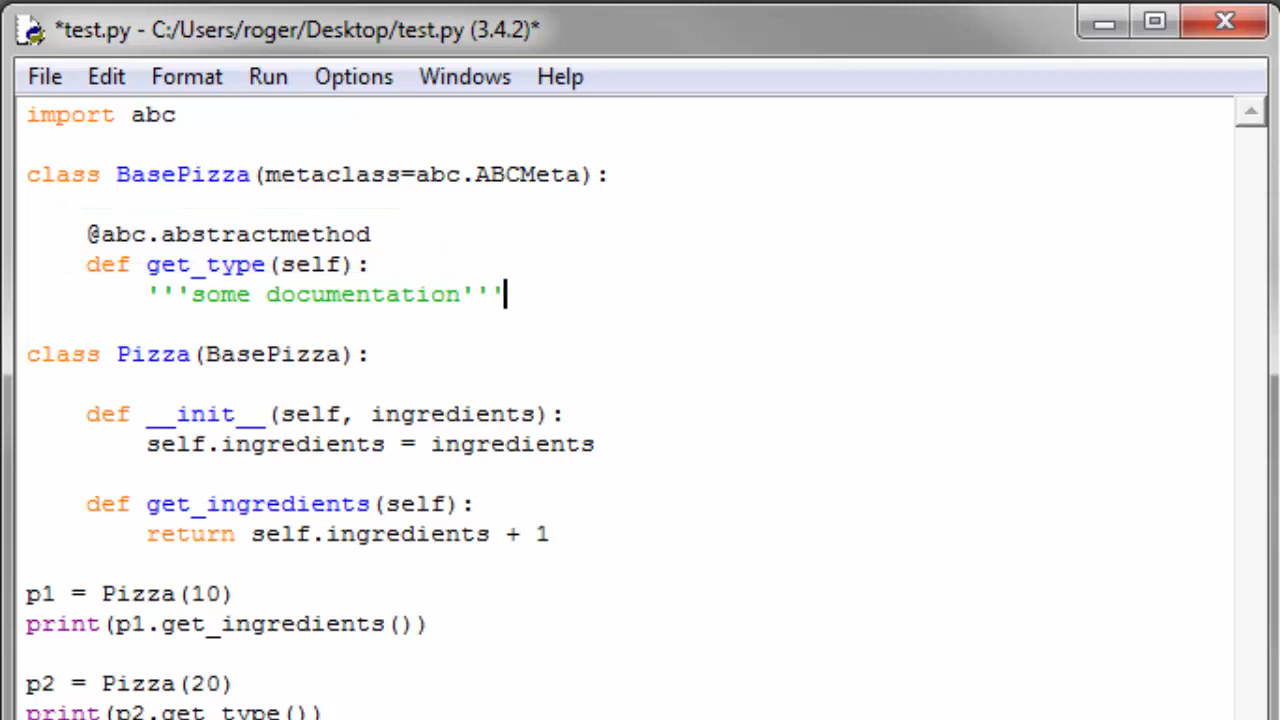 *test.py - C:/Users/roger/Desktop/test.py (3.4.2)*
File Edit Format Run Options Windows Help
import abc
class BasePizza(metaclass=abc.ABCMeta):
    @abc.abstractmethod
    def get_type(self):
        '''some documentation'''
class Pizza(BasePizza):
    def __init__(self, ingredients):
        self.ingredients = ingredients
    def get_ingredients(self):
        return self.ingredients + 1
p1 = Pizza(10)
print(p1.get_ingredients())
p2 = Pizza(20)
print(p2.get_type())